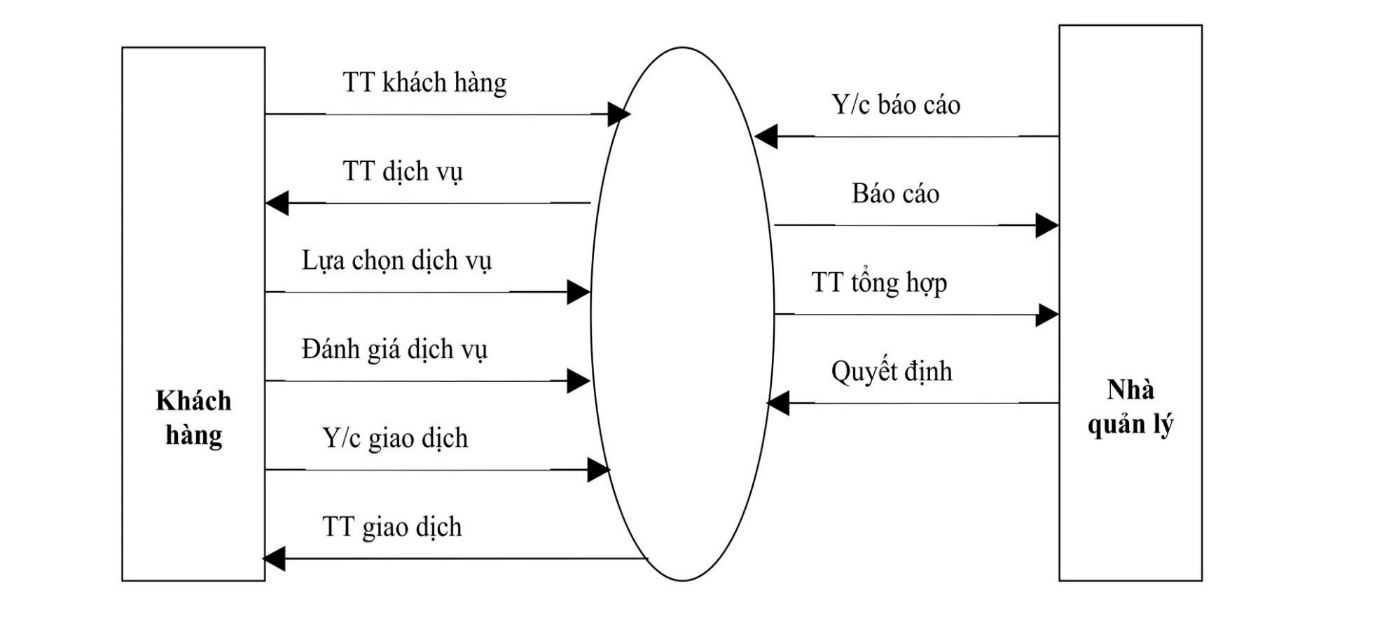 TT khách hàng
TT dịch vụ
Lựa chọn dịch vụ
Đánh giá dịch vụ
Y/c giao dịch
TT giao dịch
Khách
hàng
Y/c báo cáo
Báo cáo
TT tổng hợp
Quyết định
Nhà
quản lý